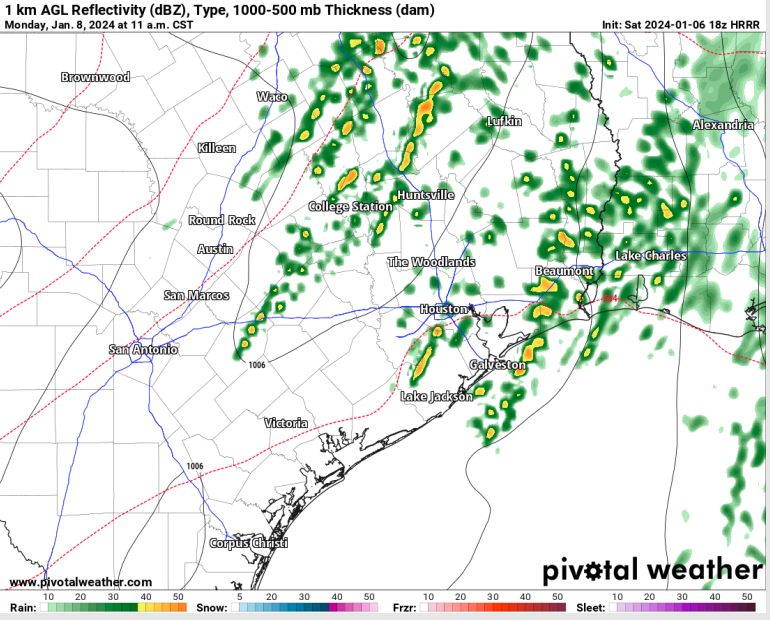 1 km AGL Reflectivity (dBZ), Type, 1000-500 mb Thickness (dam)
Monday, Jan. 8, 2024 at 11 a.m. CST Init: Sat 2024-01-06 18z HRRR
Brownwood
Waco
Lufkin
Alexandria
Killeen
Huntsville
College Station
Round Rock
Austin
Lake Charles
The Woodlands
Beaumont
San Marcos
564
Houston
San Antonio
1006
Galveston
Lake Jackson
Victoria
1006
Corpus Christi
pivotal weather
www.pivotalweather.com
Rain: 10 20 30 40 50 Snow: 5 10 20 30 40 50 Frzr: 10 20 30 40 50 Sleet: 10 20 30 40 50